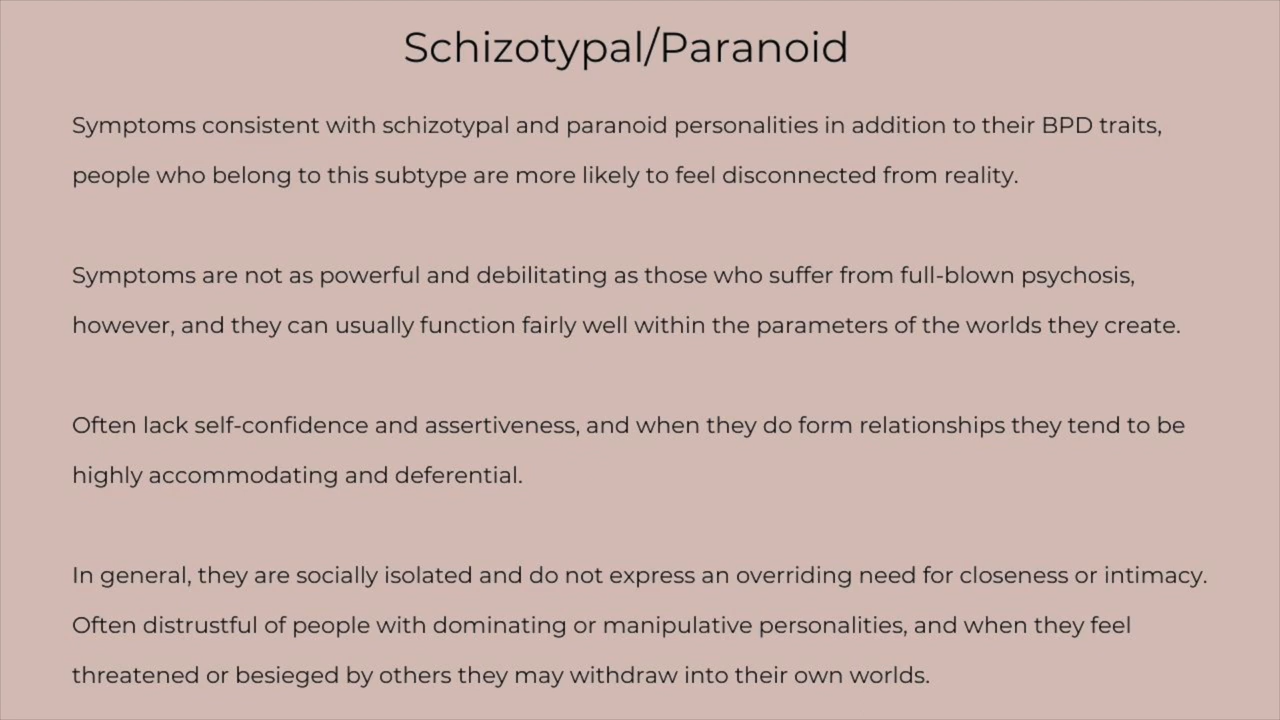 Schizotypal/Paranoid
Symptoms consistent with schizotypal and paranoid personalities in addition to their BPD traits,
people who belong to this subtype are more likely to feel disconnected from reality.
Symptoms are not as powerful and debilitating as those who suffer from full-blown psychosis,
however, and they can usually function fairly well within the parameters of the worlds they create.
Often lack self-confidence and assertiveness, and when they do form relationships they tend to be
highly accommodating and deferential.
In general, they are socially isolated and do not express an overriding need for closeness or intimacy.
Often distrustful of people with dominating or manipulative personalities, and when they feel
threatened or besieged by others they may withdraw into their own worlds.